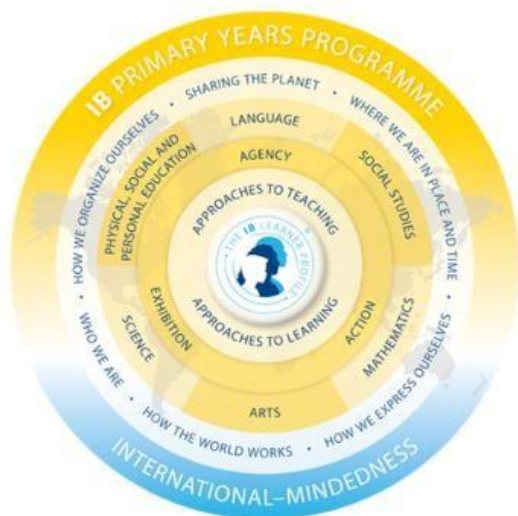 IB PRIMARY YEARS PROGRAMME
SHARING THE PLANET
•
WHERE WE ARE IN PLACE AND TIME
•
HOW WE EXPRESS OURSELVES
•
HOW THE WORLD WORKS
•
WHO WE ARE
•
HOW WE ORGANIZE OURSELVES
•
LANGUAGE
SOCIAL STUDIES
MATHEMATICS
ARTS
SCIENCE
PHYSICAL, SOCIAL AND
PERSONAL EDUCATION
AGENCY
ACTION
EXHIBITION
APPROACHES TO TEACHING
THE IB LEARNER PROFILE
APPROACHES TO LEARNING
INTERNATIONAL–MINDEDNESS